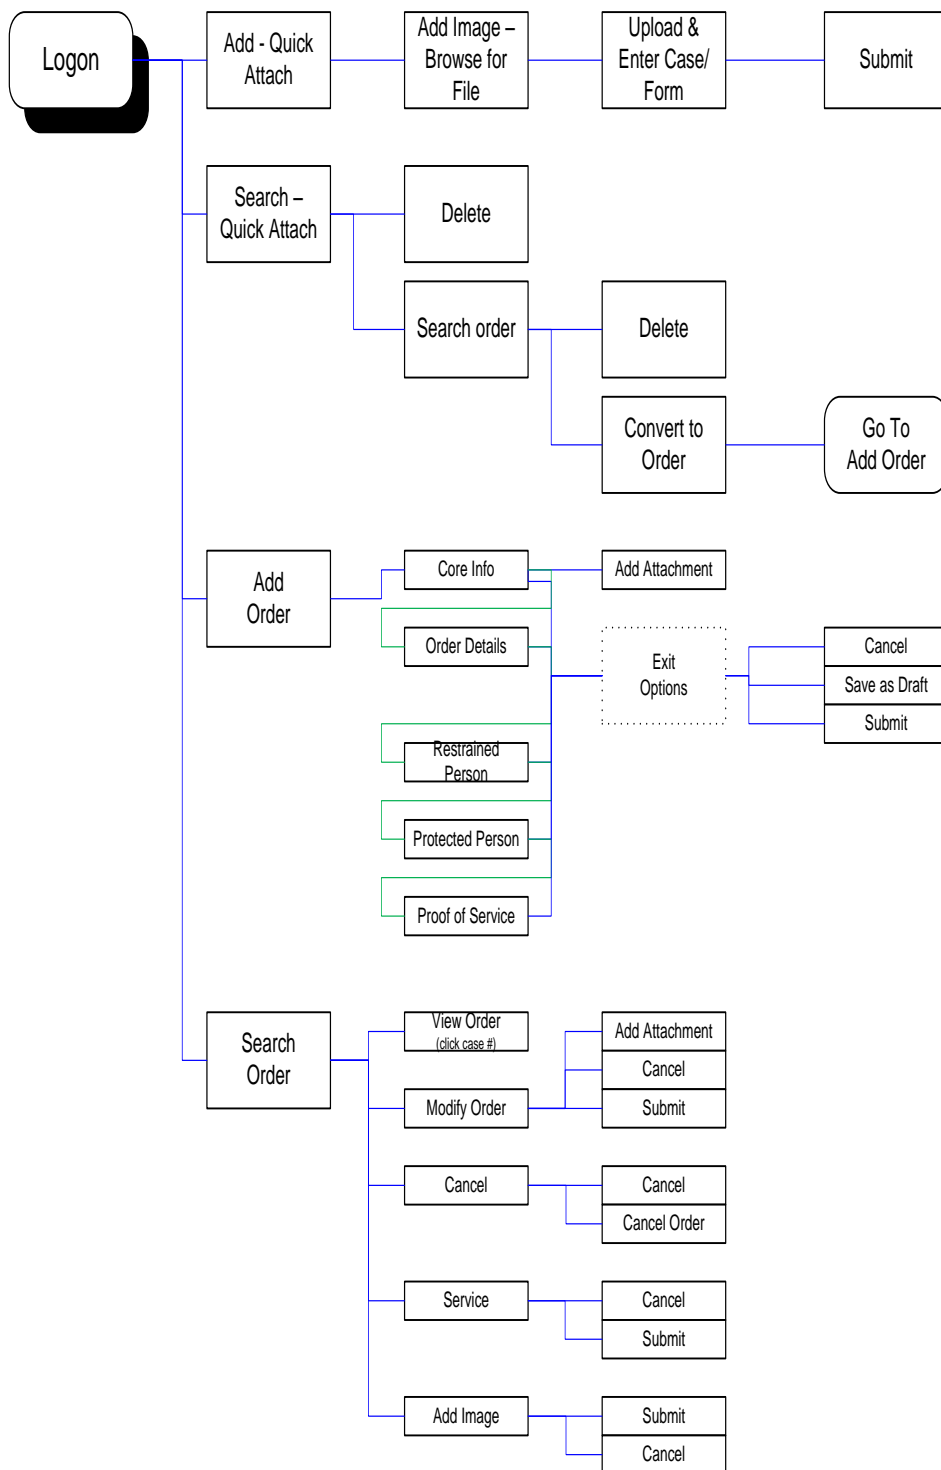 Logon
Add - Quick
Attach
Add Image –
Browse for
File
Upload &
Enter Case/
Form
Submit
Search –
Quick Attach
Delete
Search order
Delete
Convert to
Order
Go To
Add Order
Add
Order
Core Info
Add Attachment
Order Details
Exit
Options
Cancel
Save as Draft
Submit
Restrained
Person
Protected Person
Proof of Service
Search
Order
View Order
(click case #)
Add Attachment
Cancel
Modify Order
Submit
Cancel
Cancel
Cancel Order
Service
Cancel
Submit
Add Image
Submit
Cancel